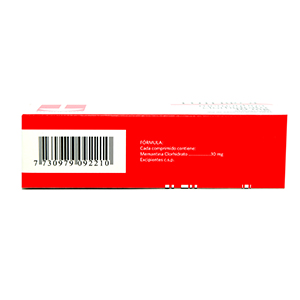 FORMULA:
Cada comprimido contiene:
Memantina Clorhidrato...................10 mg
Excipientes c.s.p.
7 730979 092210